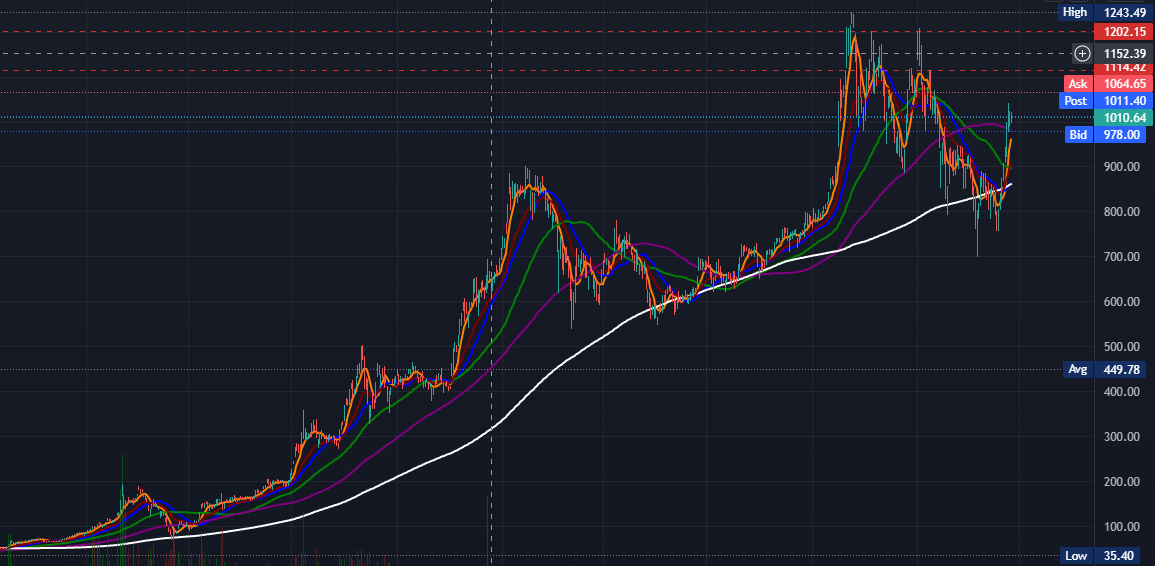 High 1243.49
1202.15
1152.39
1114.42
Ask 1064.65
Post 1011.40
1010.64
Bid 978.00
900.00
800.00
700.00
600.00
500.00
Avg 449.78
400.00
300.00
200.00
100.00
Low 35.40